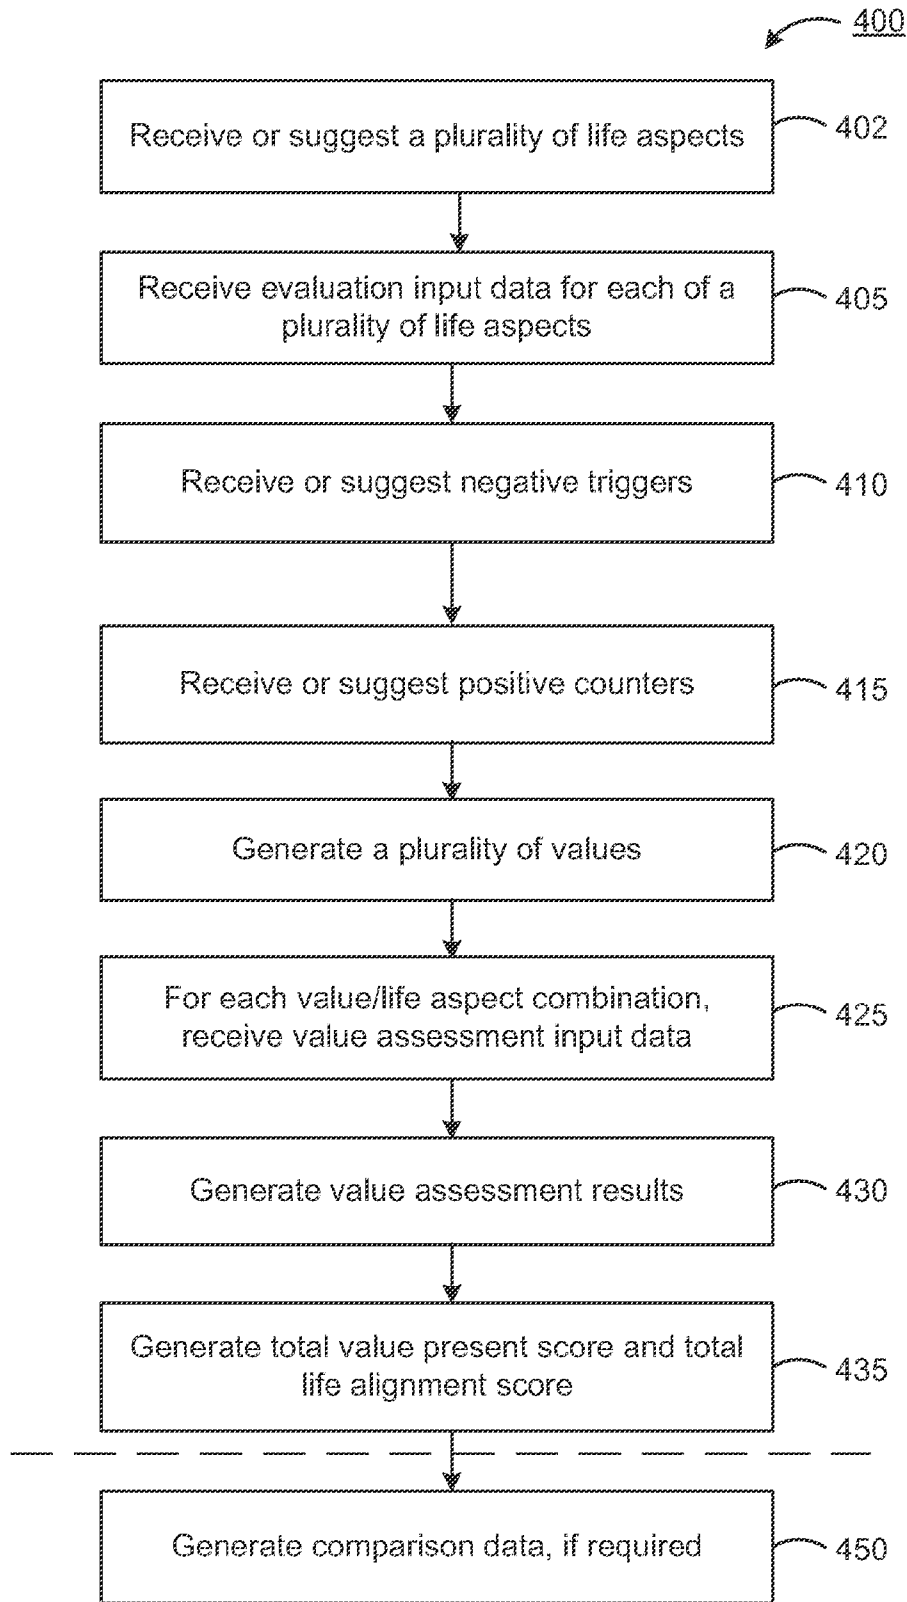 400
Receive or suggest a plurality of life aspects
402
Receive evaluation input data for each of a
plurality of life aspects
405
Receive or suggest negative triggers
410
Receive or suggest positive counters
415
Generate a plurality of values
420
For each value/life aspect combination,
receive value assessment input data
425
Generate value assessment results
430
Generate total value present score and total
life alignment score
435
Generate comparison data, if required
450